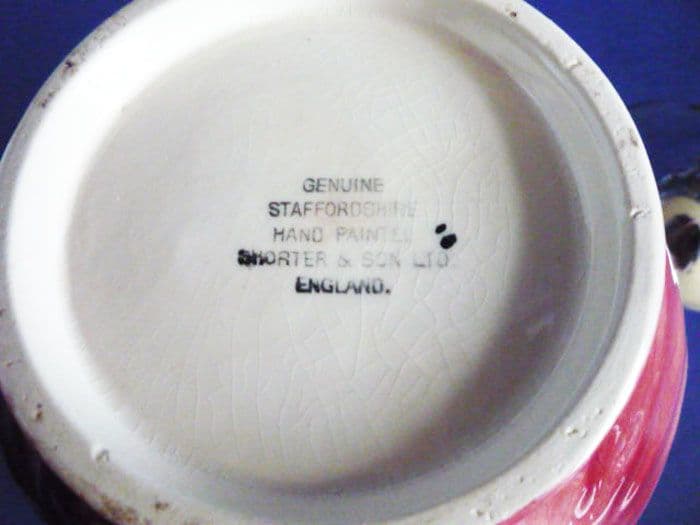 GENUINE
STAFFORDSHIRE
HAND PAINTED
SHORTER & SON LTD.
ENGLAND.